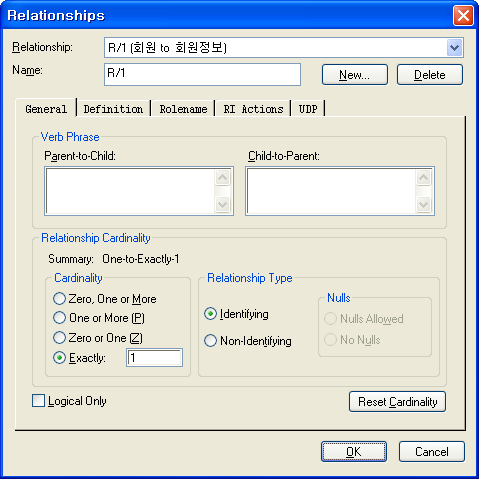 Relationships
Relationship: R/1 (회원 to 회원정보)
Name: R/1 New... Delete
General Definition Rolename RI Actions UDP
Verb Phrase
Parent-to-Child: Child-to-Parent:
Relationship Cardinality
Summary: One-to-Exactly-1
Cardinality
Zero, One or More
One or More (P)
Zero or One (Z)
Exactly: 1
Relationship Type
Identifying
Non-Identifying
Nulls
Nulls Allowed
No Nulls
Logical Only
Reset Cardinality
OK Cancel